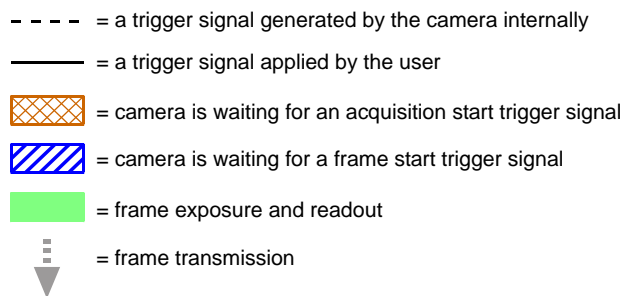 = a trigger signal generated by the camera internally
= a trigger signal applied by the user
= camera is waiting for an acquisition start trigger signal
= camera is waiting for a frame start trigger signal
= frame exposure and readout
= frame transmission